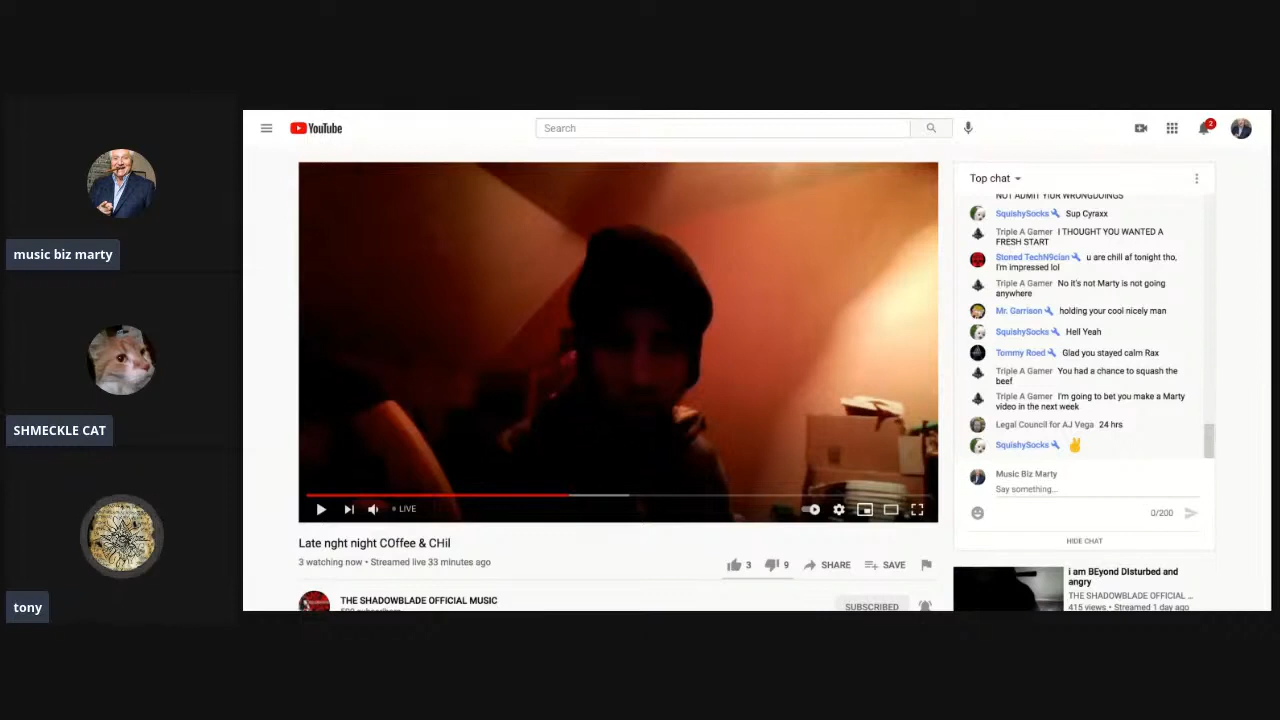 music biz marty
SHMECKLE CAT
tony
YouTube
Search
2
LIVE
Late nght night COffee & CHil
3 watching now • Streamed live 33 minutes ago
3
9
SHARE
SAVE
THE SHADOWBLADE OFFICIAL MUSIC
SUBSCRIBED
Top chat
NOT ADMIT YIUR WRONGDOINGS
SquishySocks Sup Cyraxx
Triple A Gamer I THOUGHT YOU WANTED A
FRESH START
Stoned TechN9cian u are chill af tonight tho,
I'm impressed lol
Triple A Gamer No it's not Marty is not going
anywhere
Mr. Garrison holding your cool nicely man
SquishySocks Hell Yeah
Tommy Roed Glad you stayed calm Rax
Triple A Gamer You had a chance to squash the
beef
Triple A Gamer I'm going to bet you make a Marty
video in the next week
Legal Council for AJ Vega 24 hrs
SquishySocks ✌
Music Biz Marty
Say something...
0/200
HIDE CHAT
i am BEyond DIsturbed and
angry
THE SHADOWBLADE OFFICIAL ...
415 views • Streamed 1 day ago